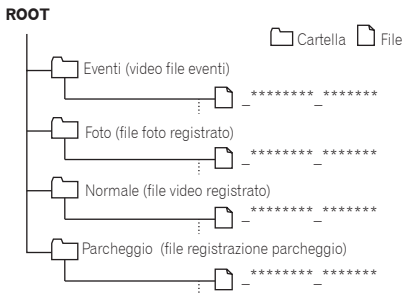 ROOT
Cartella File
Eventi (video file eventi)
_********_*******
Foto (file foto registrato)
_********_*******
Normale (file video registrato)
_********_*******
Parcheggio (file registrazione parcheggio)
_********_*******